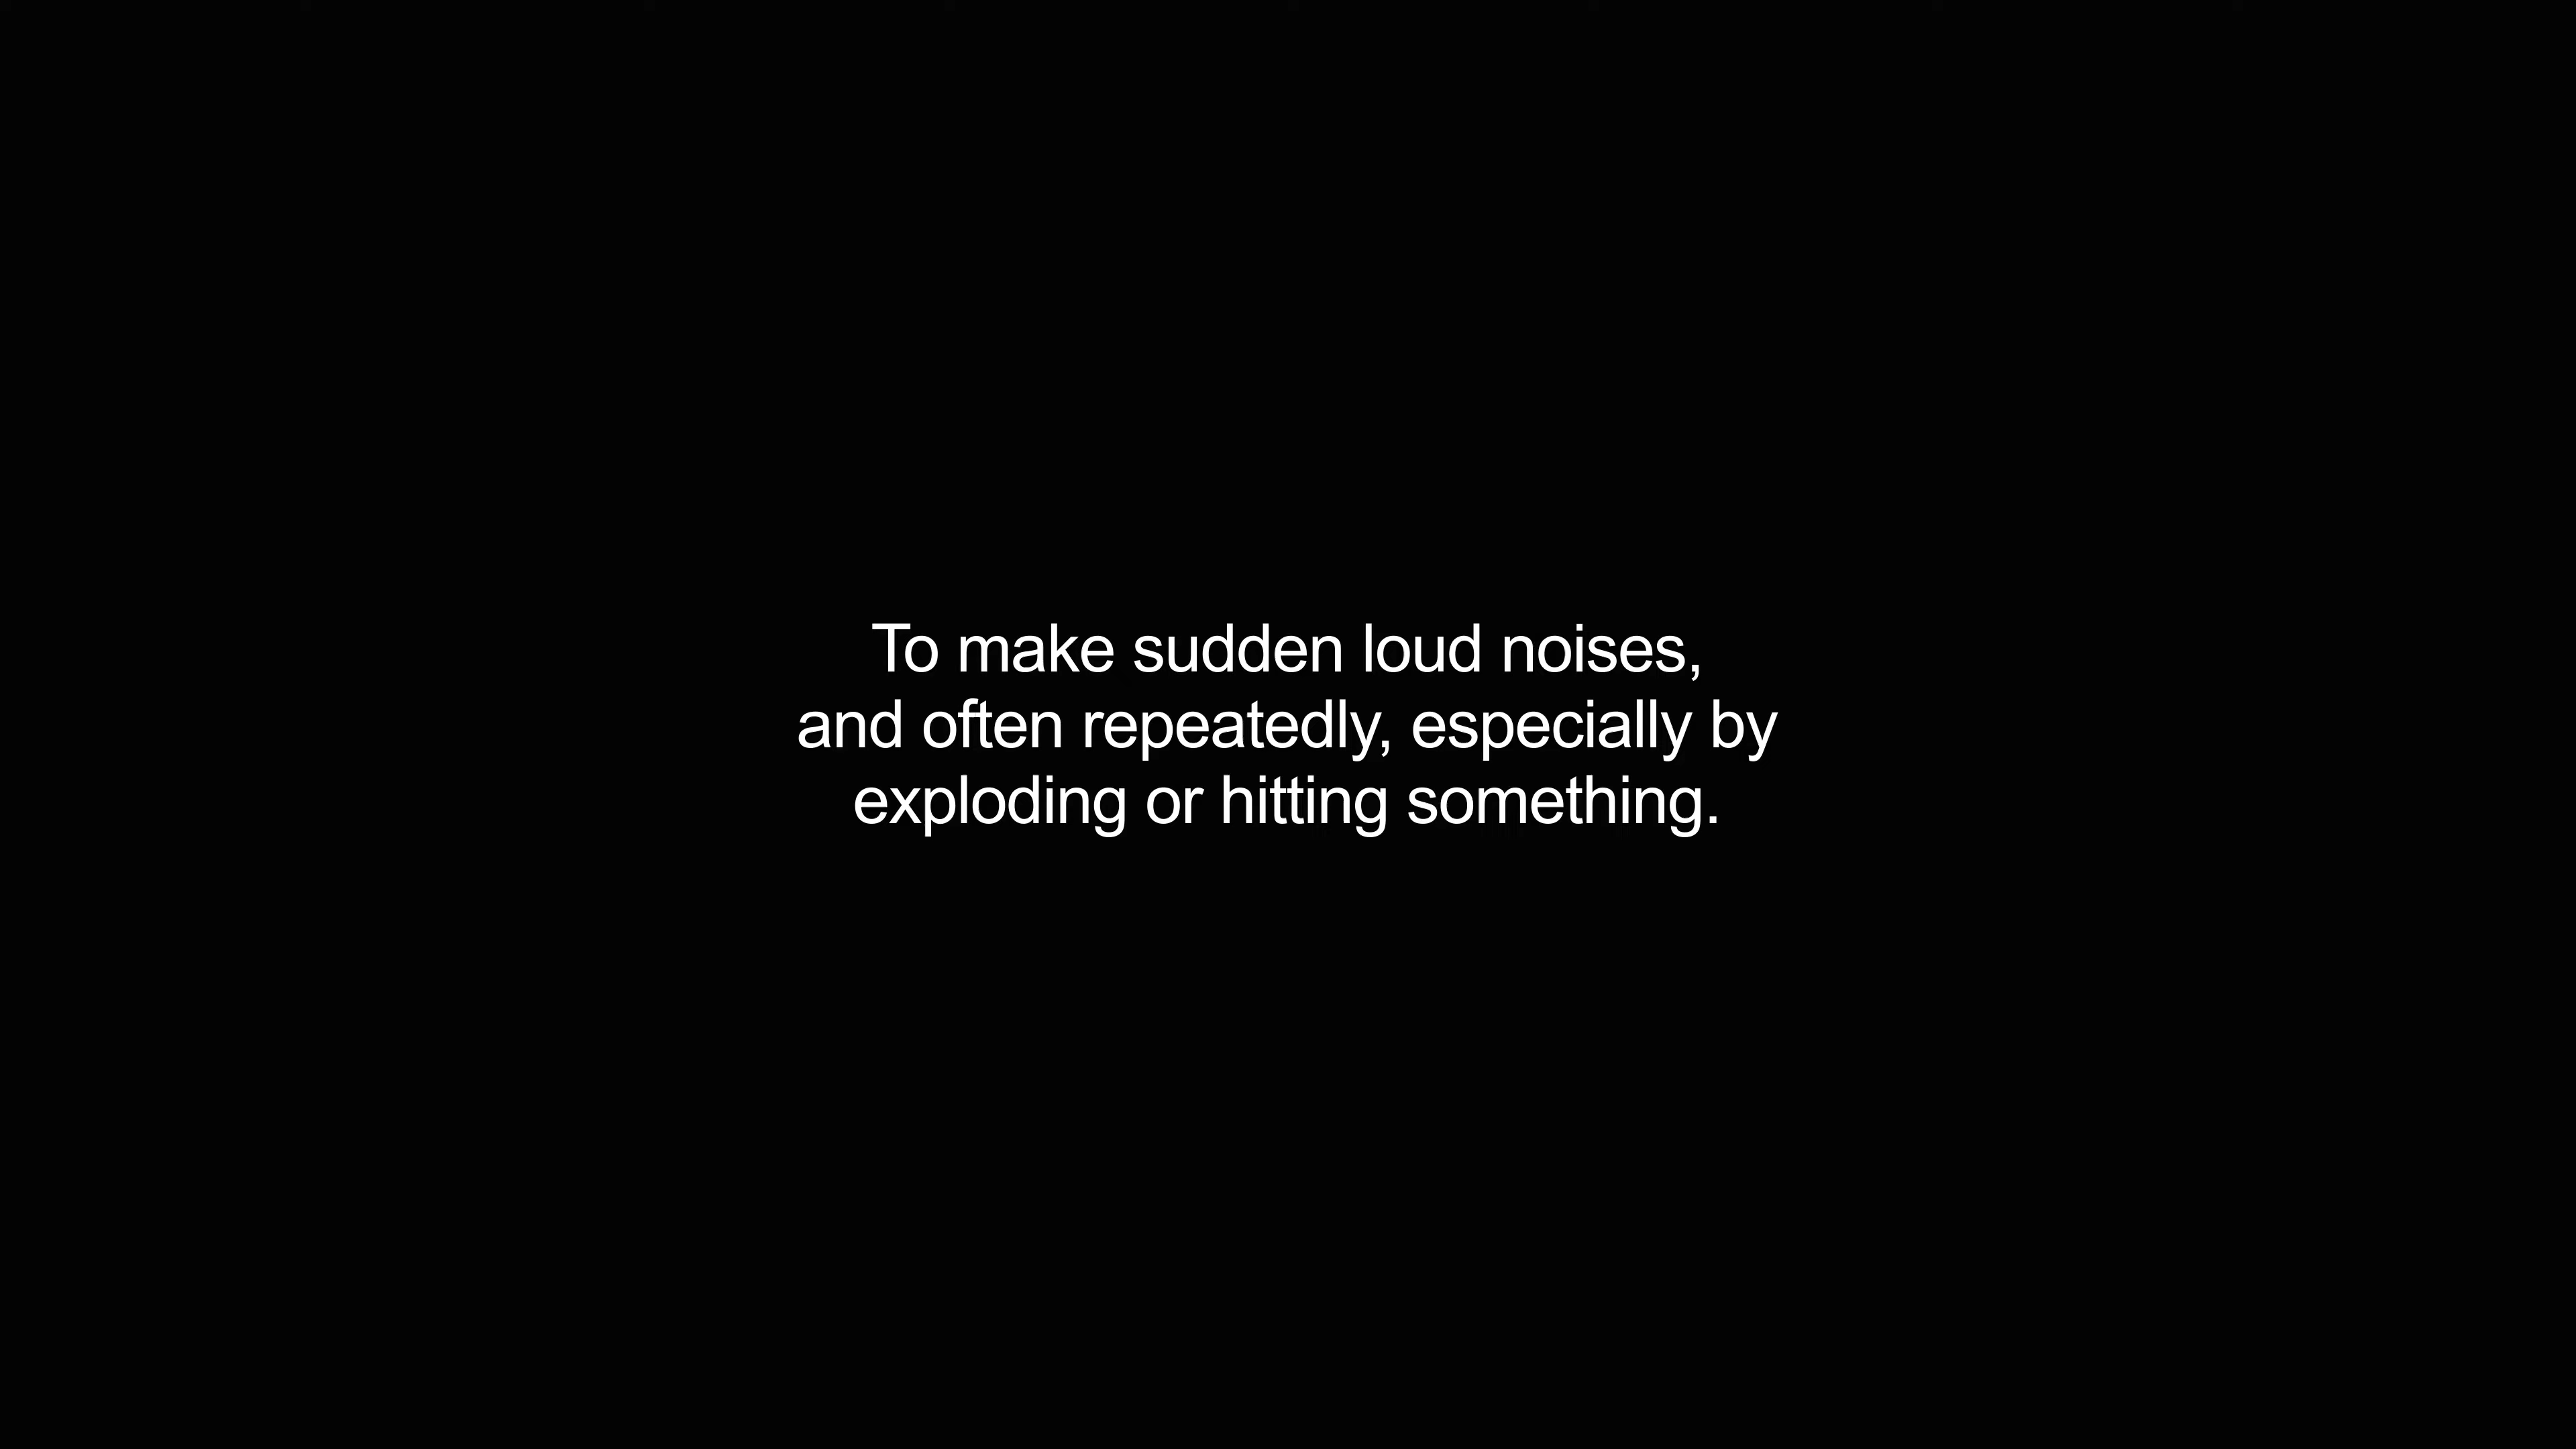 To make sudden loud noises,
and often repeatedly, especially by
exploding or hitting something.